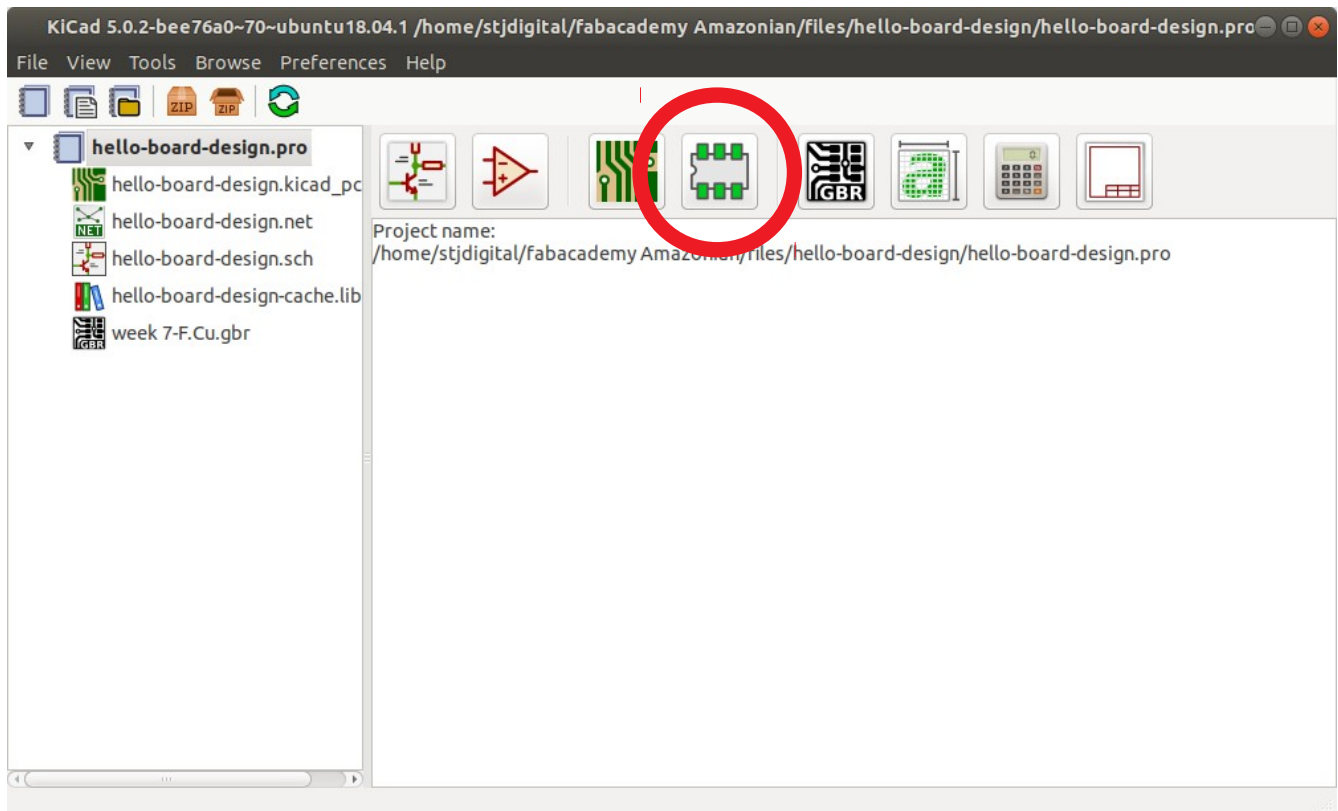 KiCad 5.0.2-bee76a0~70~ubuntu18.04.1 /home/stjdigital/fabacademy Amazonian/files/hello-board-design/hello-board-design.pro
File View Tools Browse Preferences Help
ZIP ZIP
hello-board-design.pro
hello-board-design.kicad_pc
NET hello-board-design.net
hello-board-design.sch
hello-board-design-cache.lib
GBR week 7-F.Cu.gbr
GBR a 0.
Project name:
/home/stjdigital/fabacademy Amazonian/files/hello-board-design/hello-board-design.pro